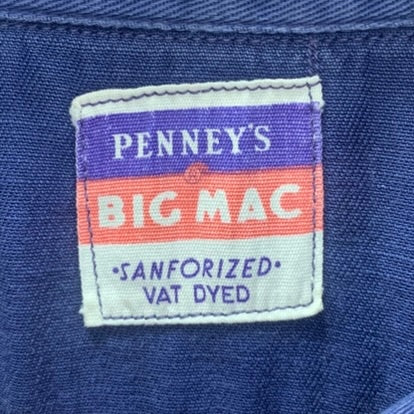 PENNEY'S
®
BIG MAC
•SANFORIZED•
VAT DYED